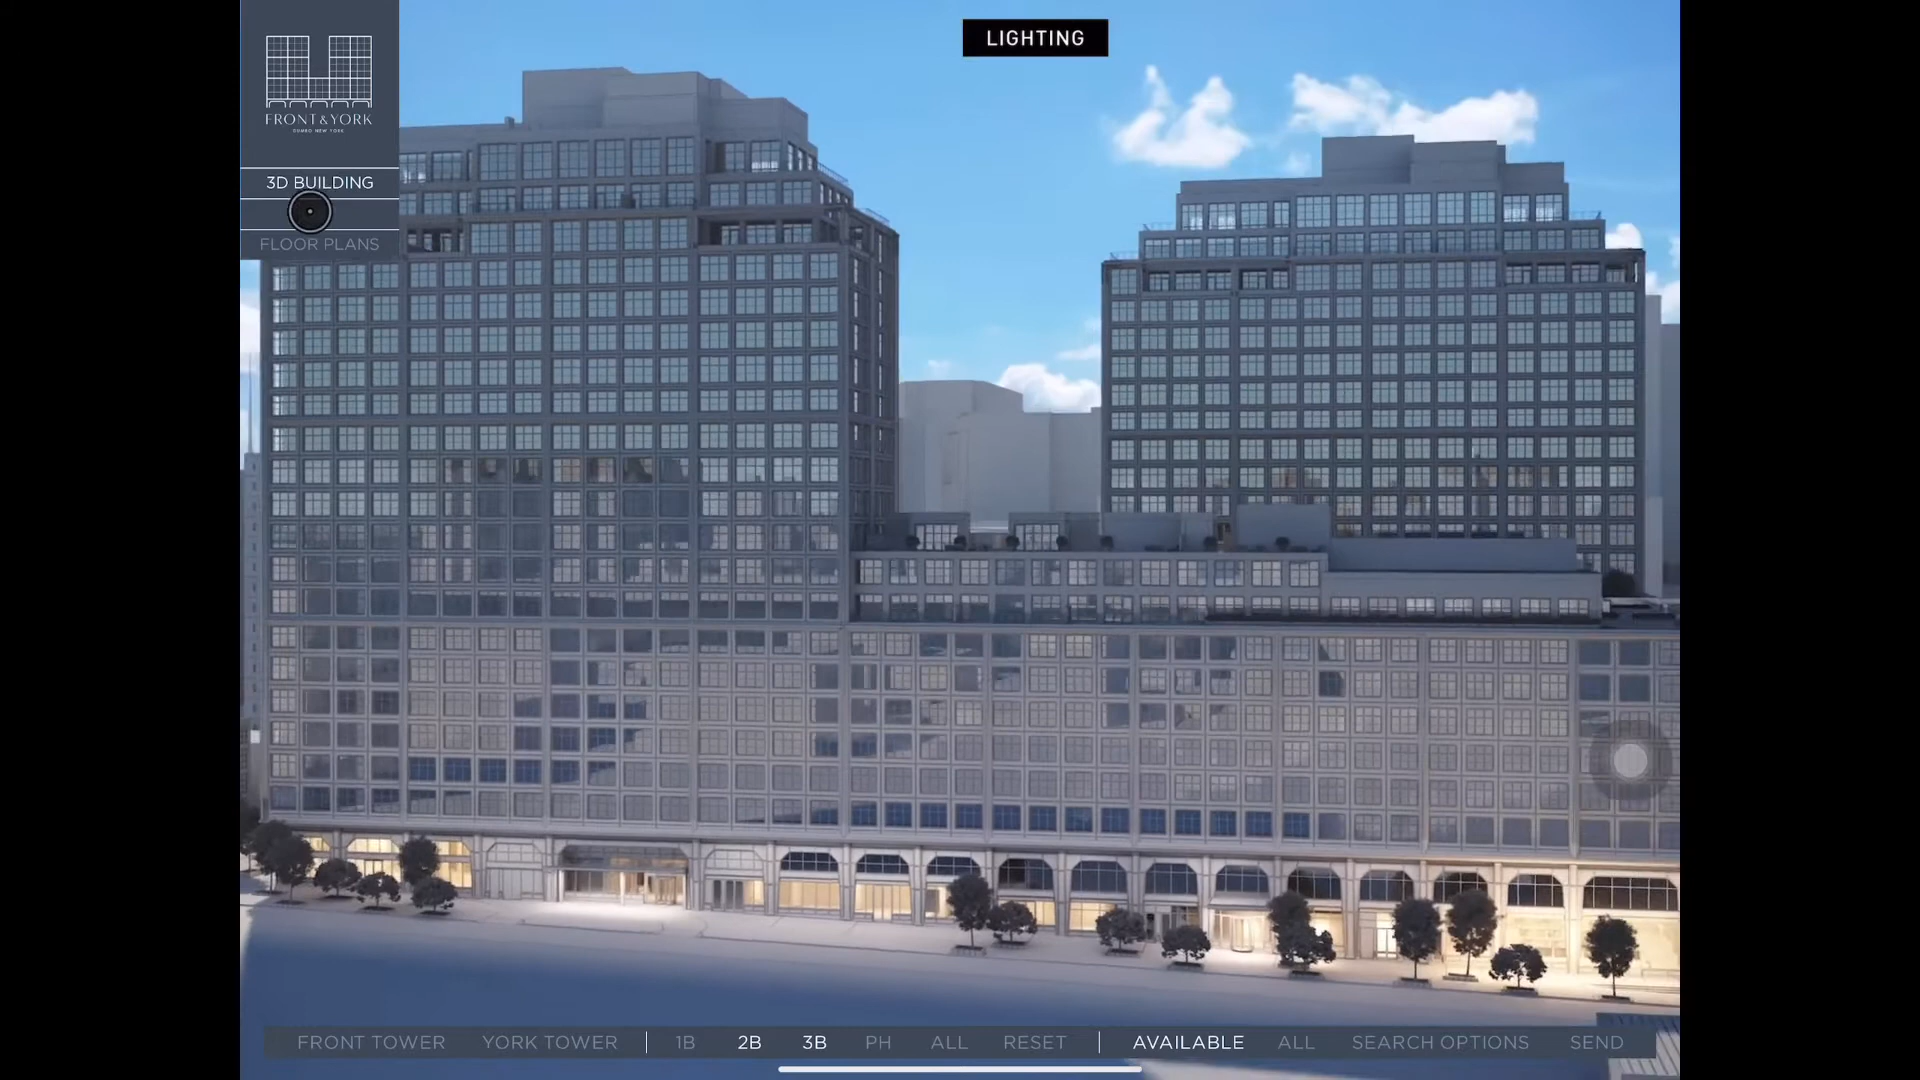 LIGHTING
FRONT & YORK
DUMBO NEW YORK
3D BUILDING
FLOOR PLANS
FRONT TOWER YORK TOWER 1B 2B 3B PH ALL RESET AVAILABLE ALL SEARCH OPTIONS SEND